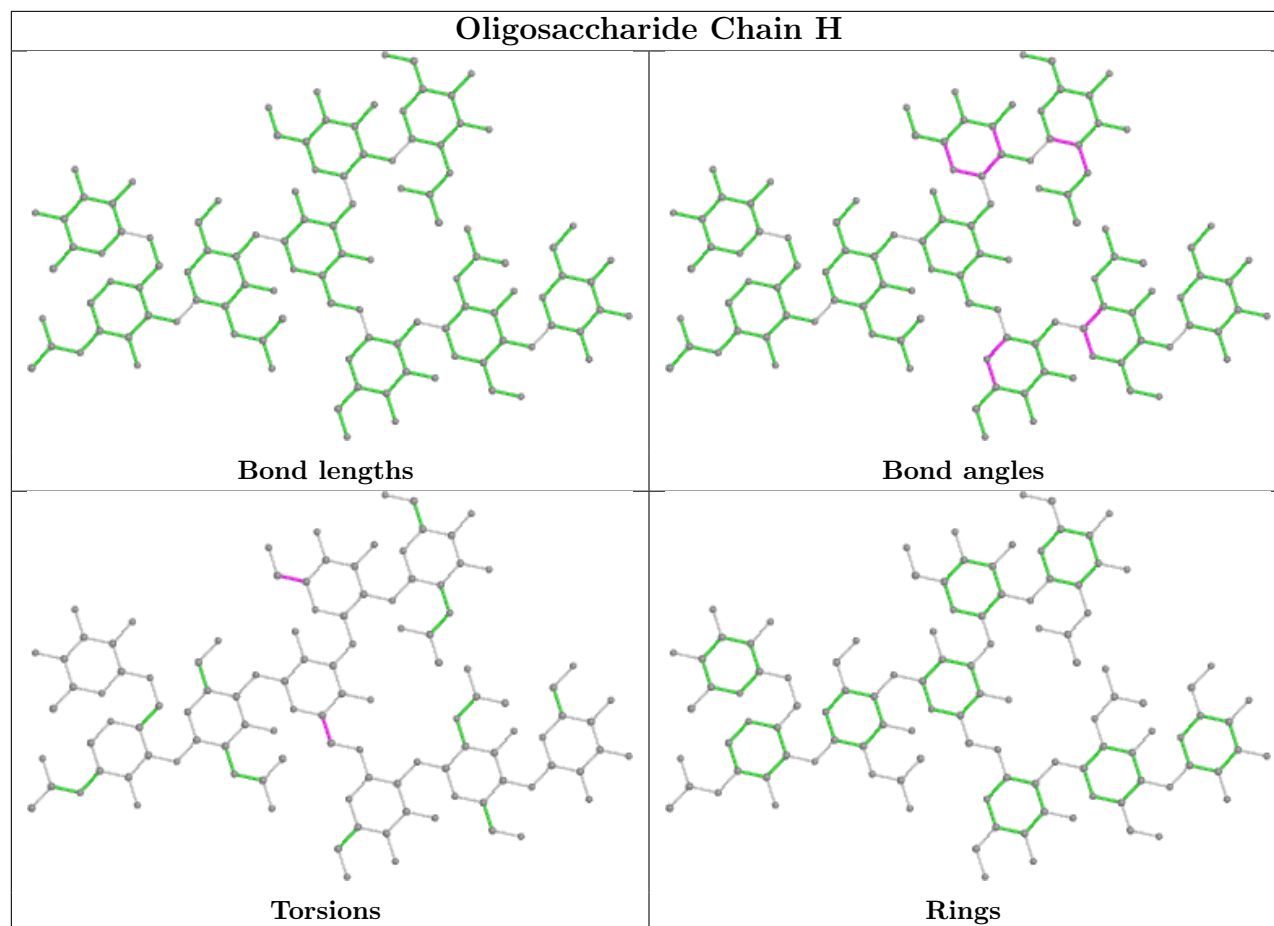 Oligosaccharide Chain H
Bond lengths
Bond angles
Torsions
Rings